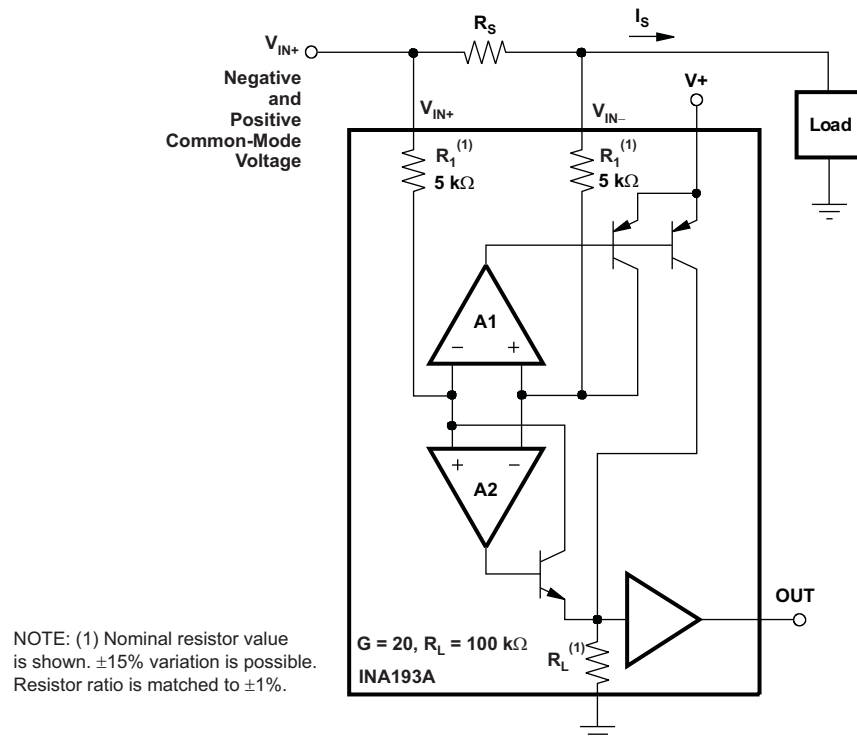 R_S
I_S
V_IN+
Negative
and
Positive
Common-Mode
Voltage
V+
Load
V_IN+
V_IN–
R_1^(1)
5 kΩ
R_1^(1)
5 kΩ
A1
– +
+ –
A2
OUT
G = 20, R_L = 100 kΩ
R_L^(1)
INA193A
NOTE: (1) Nominal resistor value
is shown. ±15% variation is possible.
Resistor ratio is matched to ±1%.